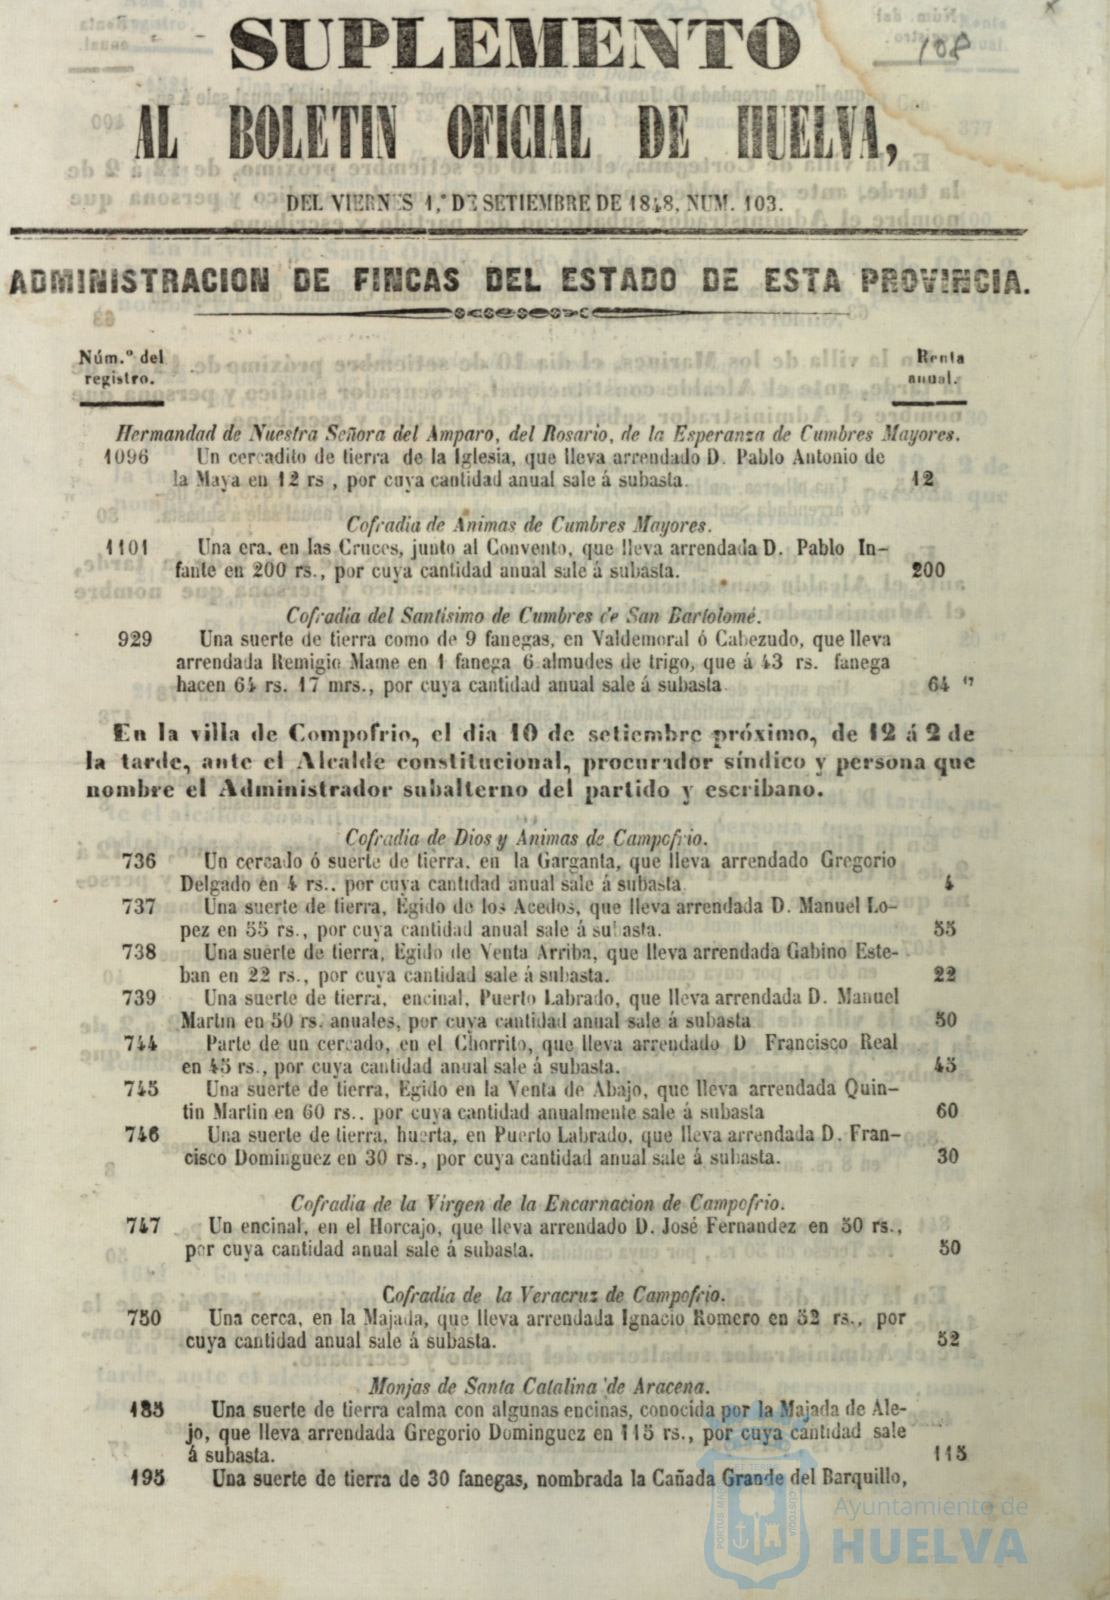 108
SUPLEMENTO
AL BOLETIN OFICIAL DE HUELVA,
DEL VIERNES 1.º DE SETIEMBRE DE 1848, NUM. 103.
ADMINISTRACION DE FINCAS DEL ESTADO DE ESTA PROVINCIA.
Núm.º del registro.
Renta anual.
Hermandad de Nuestra Señora del Amparo, del Rosario, de la Esperanza de Cumbres Mayores.
1096 Un cercadito de tierra de la Iglesia, que lleva arrendado D. Pablo Antonio de
la Maya en 12 rs , por cuya cantidad anual sale á subasta. 12
Cofradia de Animas de Cumbres Mayores.
1101 Una era, en las Cruces, junto al Convento, que lleva arrendada D. Pablo In-
fante en 200 rs., por cuya cantidad anual sale á subasta. 200
Cofradia del Santisimo de Cumbres de San Bartolomé.
929 Una suerte de tierra como de 9 fanegas, en Valdemoral ó Cabezudo, que lleva
arrendada Remigio Mame en 1 fanega 6 almudes de trigo, que á 43 rs. fanega
hacen 64 rs. 17 mrs., por cuya cantidad anual sale á subasta. 64 17
En la villa de Compofrio, el dia 10 de setiembre próximo, de 12 á 2 de
la tarde, ante el Alcalde constitucional, procurador síndico y persona que
nombre el Administrador subalterno del partido y escribano.
Cofradia de Dios y Animas de Campofrio.
736 Un cercado ó suerte de tierra, en la Garganta, que lleva arrendado Gregorio
Delgado en 4 rs., por cuya cantidad anual sale á subasta 4
737 Una suerte de tierra, Egido de los Acedos, que lleva arrendada D. Manuel Lo-
pez en 55 rs., por cuya cantidad anual sale á subasta. 55
738 Una suerte de tierra, Egido de Venta Arriba, que lleva arrendada Gabino Este-
ban en 22 rs., por cuya cantidad sale á subasta. 22
739 Una suerte de tierra, encinal, Puerto Labrado, que lleva arrendada D. Manuel
Martin en 50 rs. anuales, por cuya cantidad anual sale á subasta 50
744 Parte de un cercado, en el Chorrito, que lleva arrendado D Francisco Real
en 45 rs., por cuya cantidad anual sale á subasta. 45
745 Una suerte de tierra, Egido en la Venta de Abajo, que lleva arrendada Quin-
tin Martin en 60 rs., por cuya cantidad anualmente sale á subasta 60
746 Una suerte de tierra, huerta, en Puerto Labrado, que lleva arrendada D. Fran-
cisco Dominguez en 30 rs., por cuya cantidad anual sale á subasta. 30
Cofradia de la Virgen de la Encarnacion de Campofrio.
747 Un encinal, en el Horcajo, que lleva arrendado D. José Fernandez en 50 rs.,
por cuya cantidad anual sale á subasta. 50
Cofradia de la Veracruz de Campofrio.
750 Una cerca, en la Majada, que lleva arrendada Ignacio Romero en 52 rs., por
cuya cantidad anual sale á subasta. 52
Monjas de Santa Catalina de Aracena.
185 Una suerte de tierra calma con algunas encinas, conocida por la Majada de Ale-
jo, que lleva arrendada Gregorio Dominguez en 115 rs., por cuya cantidad sale
á subasta. 115
195 Una suerte de tierra de 30 fanegas, nombrada la Cañada Grande del Barquillo,
PORTUS MARIS ET TERRE CUSTODIA
Ayuntamiento de
HUELVA